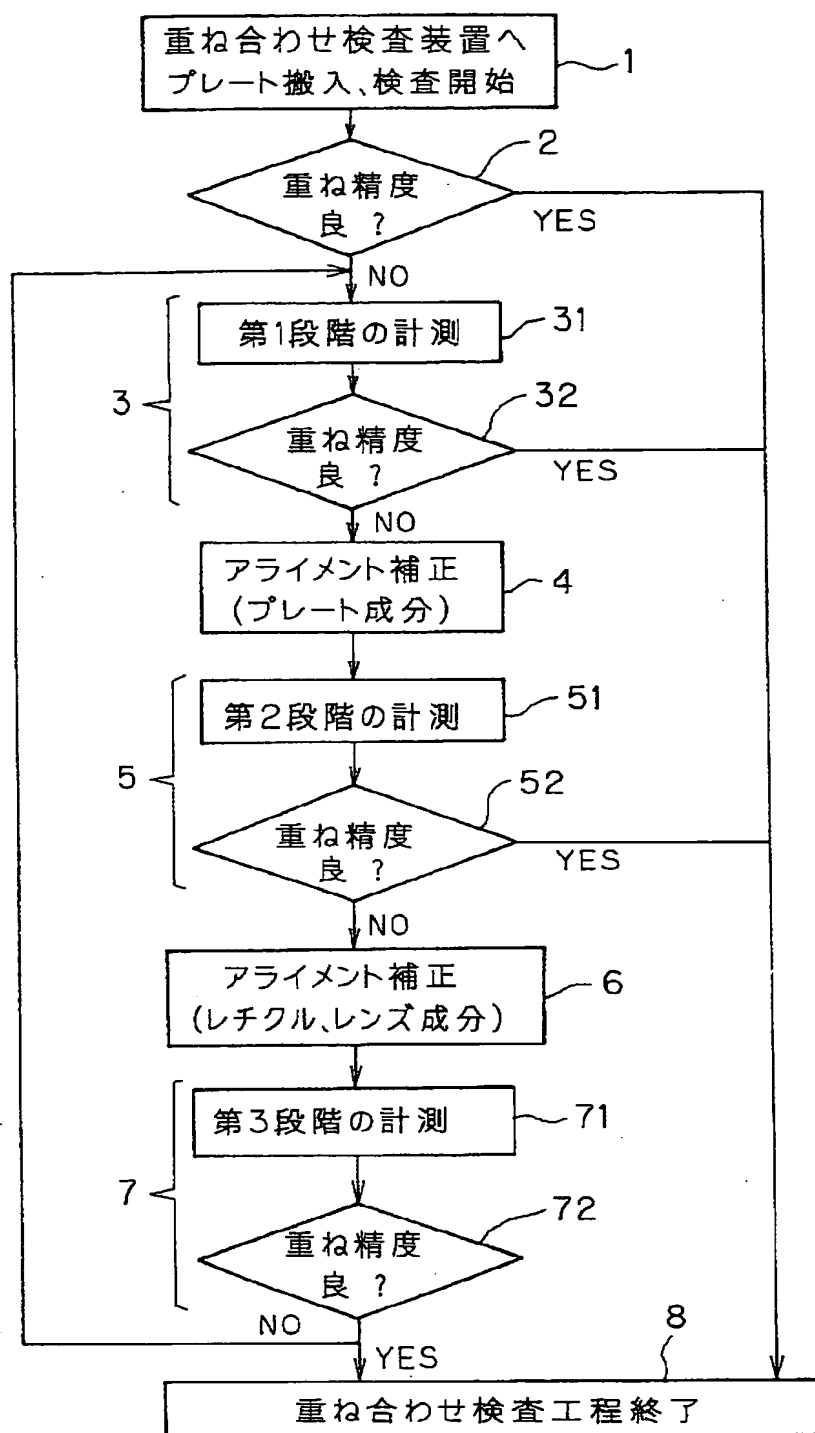 重ね合わせ検査装置へ
プレート搬入、検査開始
1
2
重ね精度
良 ?
YES
NO
3
第1段階の計測
31
32
重ね精度
良 ?
YES
NO
アライメント補正
(プレート成分)
4
5
第2段階の計測
51
52
重ね精度
良 ?
YES
NO
アライメント補正
(レチクル、レンズ成分)
6
7
第3段階の計測
71
72
重ね精度
良 ?
NO
YES
8
重ね合わせ検査工程終了